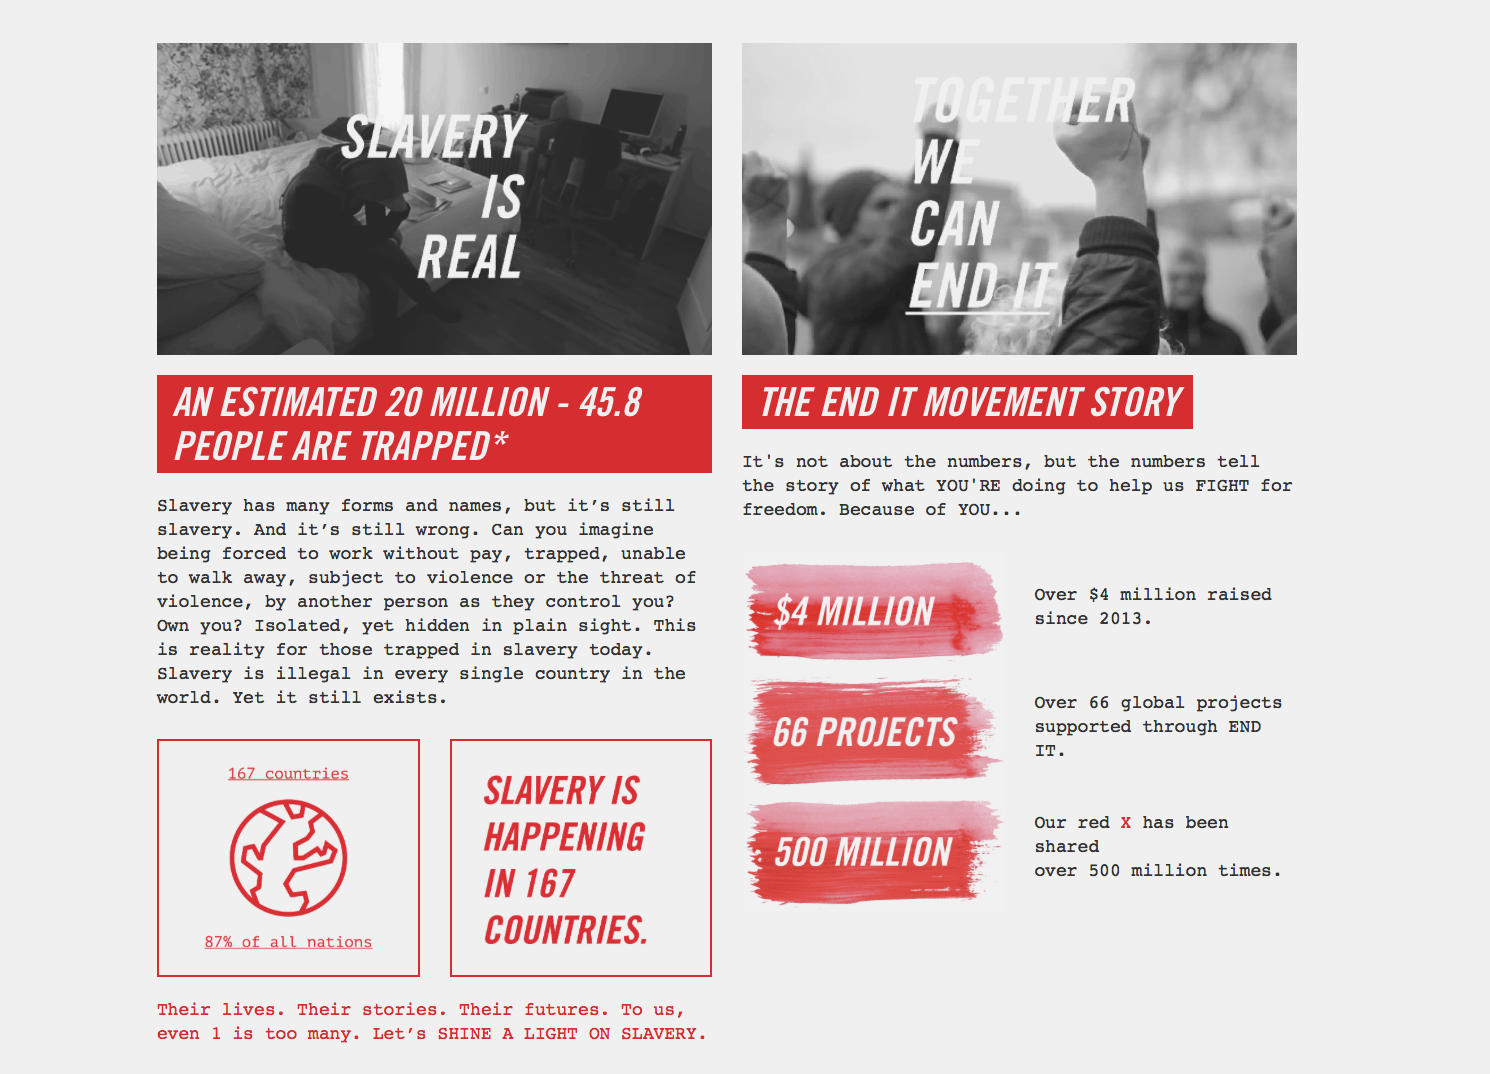 SLAVERY
IS
REAL
AN ESTIMATED 20 MILLION - 45.8
PEOPLE ARE TRAPPED*
Slavery has many forms and names, but it’s still
slavery. And it’s still wrong. Can you imagine
being forced to work without pay, trapped, unable
to walk away, subject to violence or the threat of
violence, by another person as they control you?
Own you? Isolated, yet hidden in plain sight. This
is reality for those trapped in slavery today.
Slavery is illegal in every single country in the
world. Yet it still exists.
167 countries
87% of all nations
SLAVERY IS
HAPPENING
IN 167
COUNTRIES.
Their lives. Their stories. Their futures. To us,
even 1 is too many. Let’s SHINE A LIGHT ON SLAVERY.
TOGETHER
WE
CAN
END IT
THE END IT MOVEMENT STORY
It's not about the numbers, but the numbers tell
the story of what YOU'RE doing to help us FIGHT for
freedom. Because of YOU...
$4 MILLION
Over $4 million raised
since 2013.
66 PROJECTS
Over 66 global projects
supported through END
IT.
500 MILLION
Our red X has been
shared
over 500 million times.